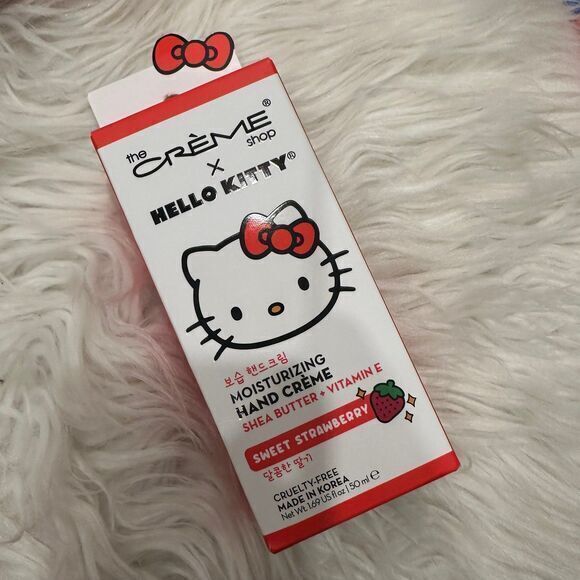 the CRÈME® shop
×
HELLO KITTY®
보습 핸드크림
MOISTURIZING
HAND CRÈME
SHEA BUTTER + VITAMIN E
SWEET STRAWBERRY
달콤한 딸기
CRUELTY-FREE
MADE IN KOREA
Net Wt. 1.69 US fl oz | 50 ml ℮